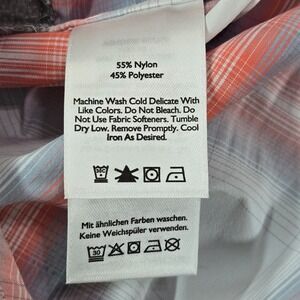 55% Nylon
45% Polyester
Machine Wash Cold Delicate With
Like Colors. Do Not Bleach. Do
Not Use Fabric Softeners. Tumble
Dry Low. Remove Promptly. Cool
Iron As Desired.
Mit ähnlichen Farben waschen.
Keine Weichspüler verwenden.
30